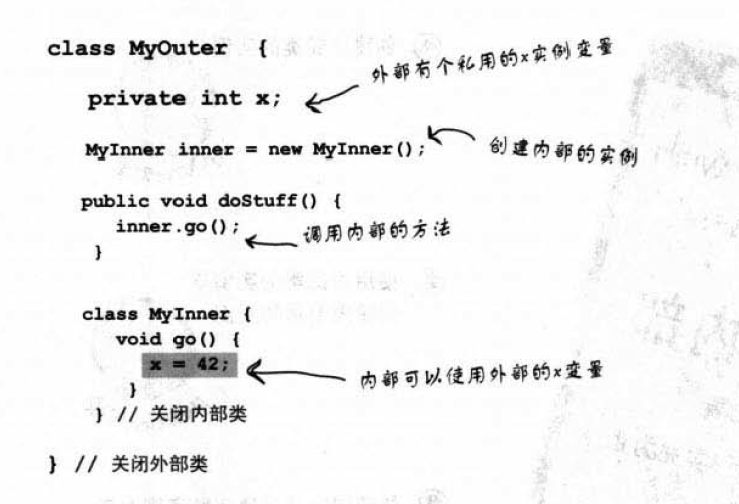 class MyOuter {
外部有个私用的x实例变量
private int x;
MyInner inner = new MyInner();
创建内部的实例
public void doStuff() {
inner.go();
调用内部的方法
}
class MyInner {
void go() {
x = 42;
内部可以使用外部的x变量
}
} // 关闭内部类
} // 关闭外部类